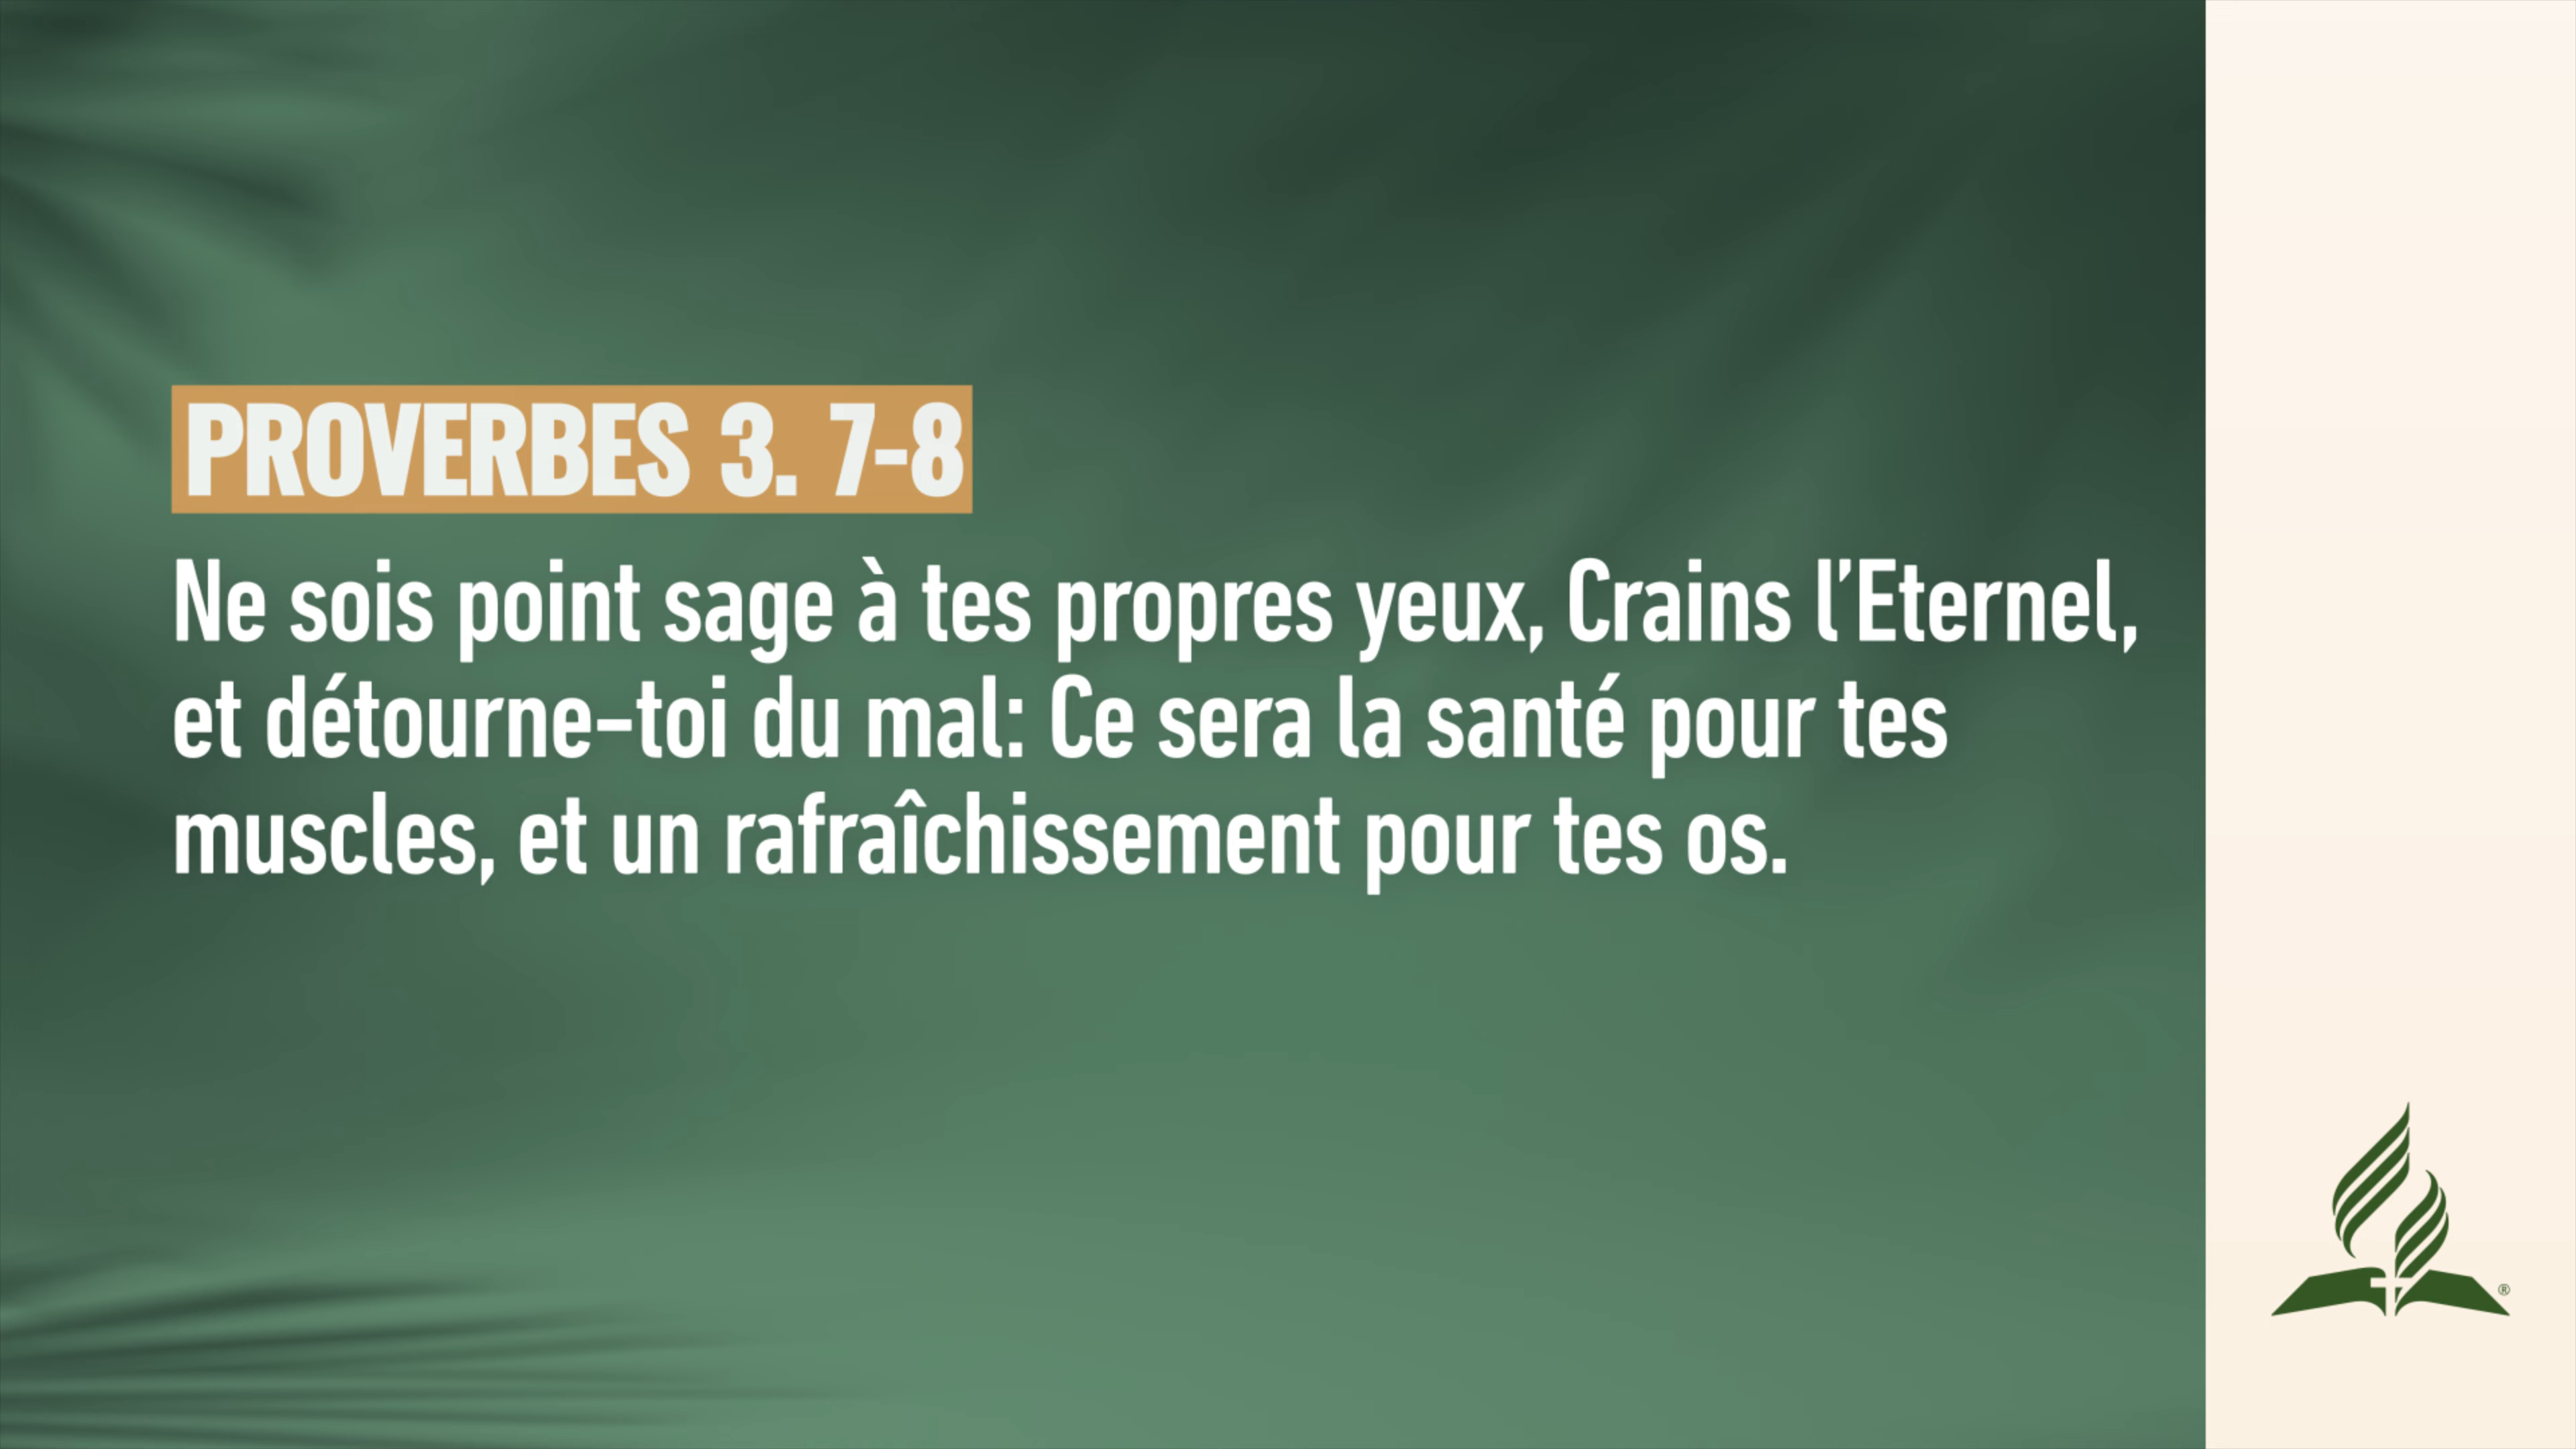 PROVERBES 3. 7-8
Ne sois point sage à tes propres yeux, Crains l’Eternel,
et détourne-toi du mal: Ce sera la santé pour tes
muscles, et un rafraîchissement pour tes os.
®